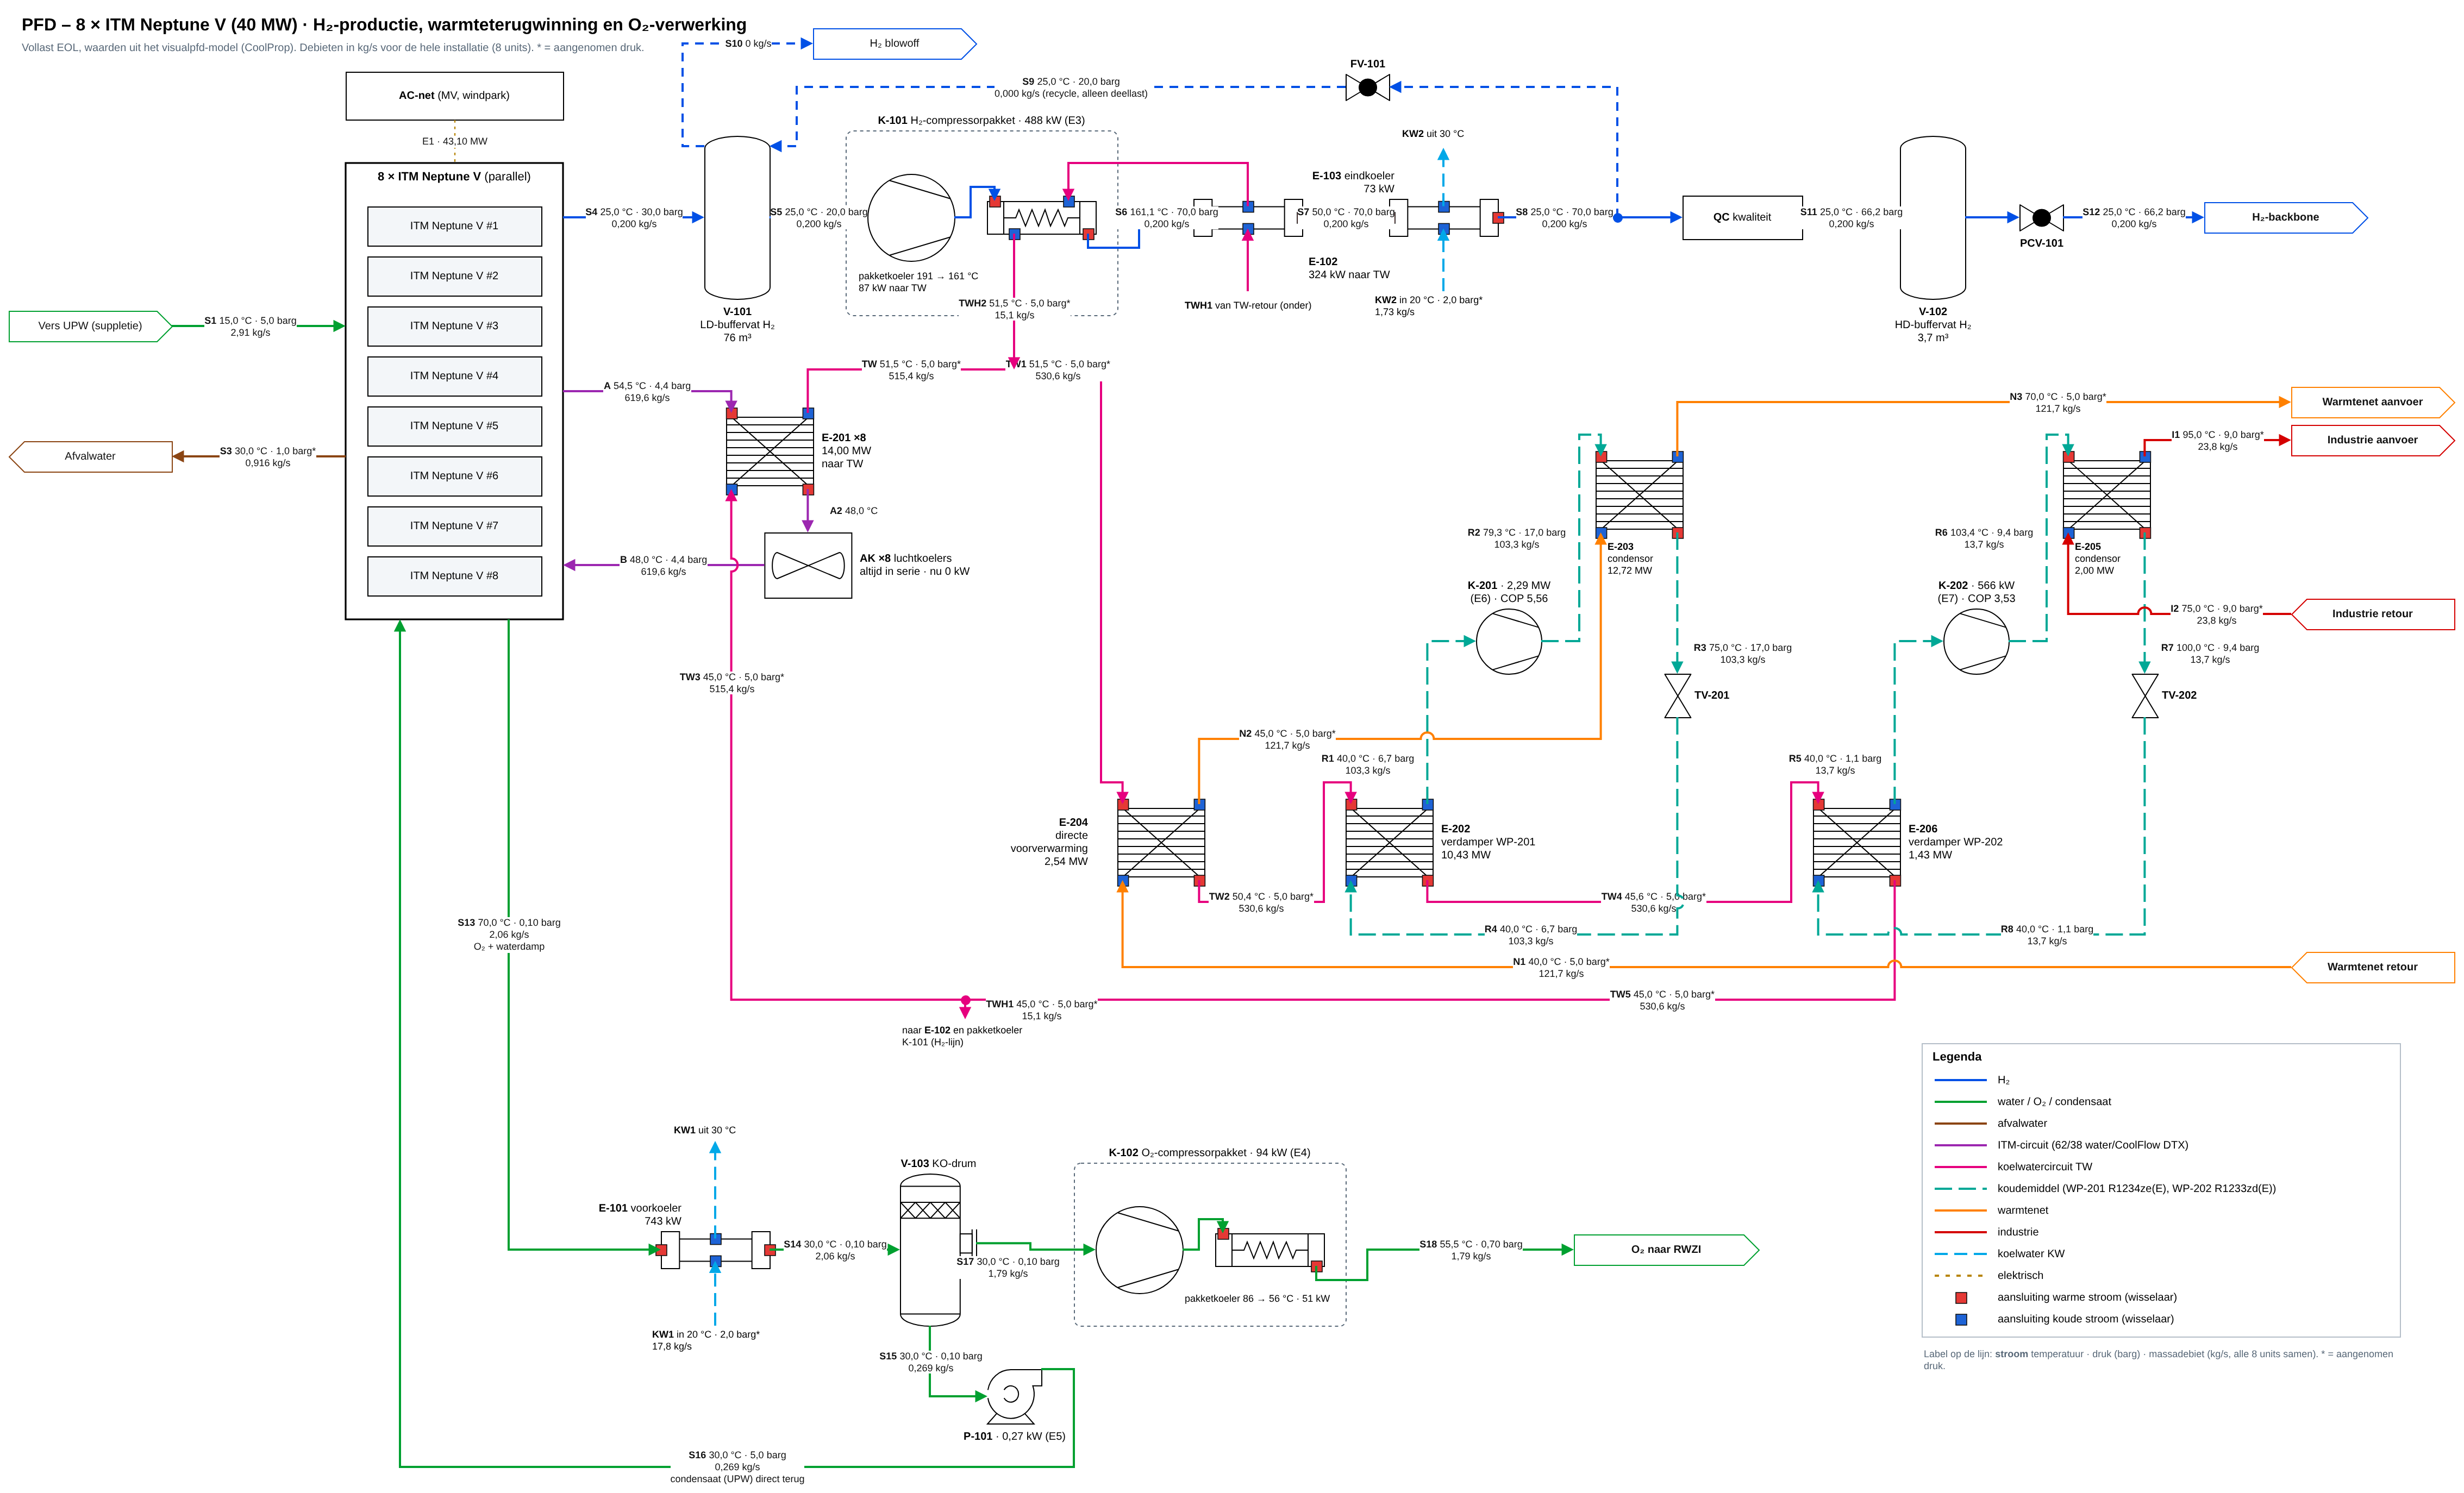 PFD – 8 × ITM Neptune V (40 MW) · H₂-productie, warmteterugwinning en O₂-verwerking
Vollast EOL, waarden uit het visualpfd-model (CoolProp). Debieten in kg/s voor de hele installatie (8 units). * = aangenomen druk.
S10 0 kg/s
H₂ blowoff
FV-101
S9 25,0 °C · 20,0 barg
0,000 kg/s (recycle, alleen deellast)
AC-net (MV, windpark)
E1 · 43,10 MW
K-101 H₂-compressorpakket · 488 kW (E3)
KW2 uit 30 °C
8 × ITM Neptune V (parallel)
E-103 eindkoeler
73 kW
ITM Neptune V #1
ITM Neptune V #2
ITM Neptune V #3
ITM Neptune V #4
ITM Neptune V #5
ITM Neptune V #6
ITM Neptune V #7
ITM Neptune V #8
S4 25,0 °C · 30,0 barg
0,200 kg/s
S5 25,0 °C · 20,0 barg
0,200 kg/s
S6 161,1 °C · 70,0 barg
0,200 kg/s
S7 50,0 °C · 70,0 barg
0,200 kg/s
S8 25,0 °C · 70,0 barg
0,200 kg/s
QC kwaliteit
S11 25,0 °C · 66,2 barg
0,200 kg/s
S12 25,0 °C · 66,2 barg
0,200 kg/s
H₂-backbone
PCV-101
E-102
324 kW naar TW
pakketkoeler 191 → 161 °C
87 kW naar TW
TWH2 51,5 °C · 5,0 barg*
15,1 kg/s
TWH1 van TW-retour (onder)
KW2 in 20 °C · 2,0 barg*
1,73 kg/s
V-101
LD-buffervat H₂
76 m³
V-102
HD-buffervat H₂
3,7 m³
Vers UPW (suppletie)
S1 15,0 °C · 5,0 barg
2,91 kg/s
TW 51,5 °C · 5,0 barg*
515,4 kg/s
TW1 51,5 °C · 5,0 barg*
530,6 kg/s
A 54,5 °C · 4,4 barg
619,6 kg/s
N3 70,0 °C · 5,0 barg*
121,7 kg/s
Warmtenet aanvoer
I1 95,0 °C · 9,0 barg*
23,8 kg/s
Industrie aanvoer
Afvalwater
S3 30,0 °C · 1,0 barg*
0,916 kg/s
E-201 ×8
14,00 MW
naar TW
A2 48,0 °C
B 48,0 °C · 4,4 barg
619,6 kg/s
AK ×8 luchtkoelers
altijd in serie · nu 0 kW
R2 79,3 °C · 17,0 barg
103,3 kg/s
E-203
condensor
12,72 MW
R6 103,4 °C · 9,4 barg
13,7 kg/s
E-205
condensor
2,00 MW
K-201 · 2,29 MW
(E6) · COP 5,56
K-202 · 566 kW
(E7) · COP 3,53
I2 75,0 °C · 9,0 barg*
23,8 kg/s
Industrie retour
R3 75,0 °C · 17,0 barg
103,3 kg/s
R7 100,0 °C · 9,4 barg
13,7 kg/s
TV-201
TV-202
TW3 45,0 °C · 5,0 barg*
515,4 kg/s
N2 45,0 °C · 5,0 barg*
121,7 kg/s
R1 40,0 °C · 6,7 barg
103,3 kg/s
R5 40,0 °C · 1,1 barg
13,7 kg/s
E-204
directe
voorverwarming
2,54 MW
E-202
verdamper WP-201
10,43 MW
E-206
verdamper WP-202
1,43 MW
TW2 50,4 °C · 5,0 barg*
530,6 kg/s
TW4 45,6 °C · 5,0 barg*
530,6 kg/s
R4 40,0 °C · 6,7 barg
103,3 kg/s
R8 40,0 °C · 1,1 barg
13,7 kg/s
S13 70,0 °C · 0,10 barg
2,06 kg/s
O₂ + waterdamp
N1 40,0 °C · 5,0 barg*
121,7 kg/s
Warmtenet retour
TWH1 45,0 °C · 5,0 barg*
15,1 kg/s
TW5 45,0 °C · 5,0 barg*
530,6 kg/s
naar E-102 en pakketkoeler
K-101 (H₂-lijn)
Legenda
H₂
water / O₂ / condensaat
afvalwater
ITM-circuit (62/38 water/CoolFlow DTX)
koelwatercircuit TW
koudemiddel (WP-201 R1234ze(E), WP-202 R1233zd(E))
warmtenet
industrie
koelwater KW
elektrisch
aansluiting warme stroom (wisselaar)
aansluiting koude stroom (wisselaar)
Label op de lijn: stroom temperatuur · druk (barg) · massadebiet (kg/s, alle 8 units samen). * = aangenomen
druk.
KW1 uit 30 °C
V-103 KO-drum
K-102 O₂-compressorpakket · 94 kW (E4)
E-101 voorkoeler
743 kW
S14 30,0 °C · 0,10 barg
2,06 kg/s
S17 30,0 °C · 0,10 barg
1,79 kg/s
S18 55,5 °C · 0,70 barg
1,79 kg/s
O₂ naar RWZI
pakketkoeler 86 → 56 °C · 51 kW
KW1 in 20 °C · 2,0 barg*
17,8 kg/s
S15 30,0 °C · 0,10 barg
0,269 kg/s
P-101 · 0,27 kW (E5)
S16 30,0 °C · 5,0 barg
0,269 kg/s
condensaat (UPW) direct terug